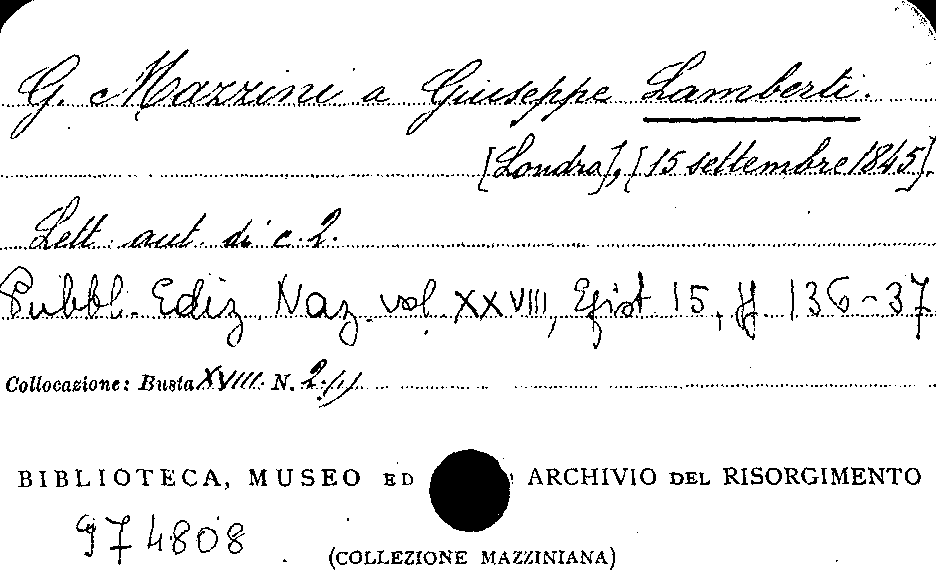 G. Mazzini a Giuseppe Lamberti.
[Londra], [15 settembre 1845].
Lett. aut. di c. 2.
Pubbl. Ediz. Naz. vol. XXVIII, Epist. 15, pp. 136-37
Collocazione: Busta XVIII. N. 2
BIBLIOTECA, MUSEO ED ARCHIVIO DEL RISORGIMENTO
974808
(COLLEZIONE MAZZINIANA)